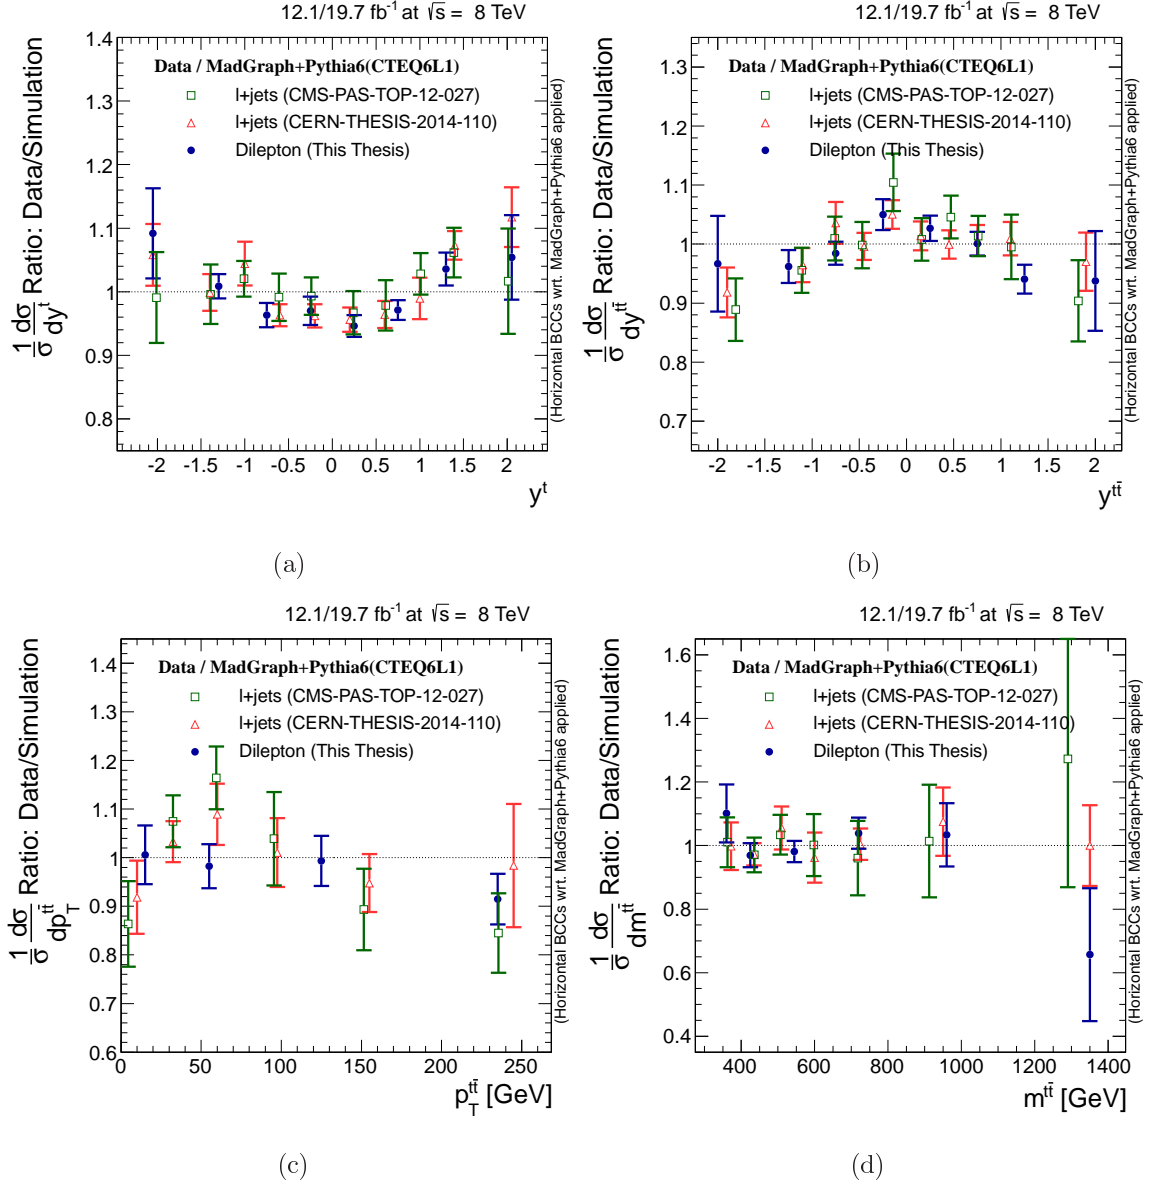 12.1/19.7 fb⁻¹ at √s = 8 TeV
Data / MadGraph+Pythia6(CTEQ6L1)
l+jets (CMS-PAS-TOP-12-027)
l+jets (CERN-THESIS-2014-110)
Dilepton (This Thesis)
1/σ dσ/dy^t Ratio: Data/Simulation
(Horizontal BCCs wrt. MadGraph+Pythia6 applied)
1.4
1.3
1.2
1.1
1
0.9
0.8
-2 -1.5 -1 -0.5 0 0.5 1 1.5 2
y^t
(a)
12.1/19.7 fb⁻¹ at √s = 8 TeV
Data / MadGraph+Pythia6(CTEQ6L1)
l+jets (CMS-PAS-TOP-12-027)
l+jets (CERN-THESIS-2014-110)
Dilepton (This Thesis)
1/σ dσ/dy^tt̄ Ratio: Data/Simulation
(Horizontal BCCs wrt. MadGraph+Pythia6 applied)
1.3
1.2
1.1
1
0.9
0.8
0.7
-2 -1.5 -1 -0.5 0 0.5 1 1.5 2
y^tt̄
(b)
12.1/19.7 fb⁻¹ at √s = 8 TeV
Data / MadGraph+Pythia6(CTEQ6L1)
l+jets (CMS-PAS-TOP-12-027)
l+jets (CERN-THESIS-2014-110)
Dilepton (This Thesis)
1/σ dσ/dp_T^tt̄ Ratio: Data/Simulation
(Horizontal BCCs wrt. MadGraph+Pythia6 applied)
1.4
1.3
1.2
1.1
1
0.9
0.8
0.7
0.6
0 50 100 150 200 250
p_T^tt̄ [GeV]
(c)
12.1/19.7 fb⁻¹ at √s = 8 TeV
Data / MadGraph+Pythia6(CTEQ6L1)
l+jets (CMS-PAS-TOP-12-027)
l+jets (CERN-THESIS-2014-110)
Dilepton (This Thesis)
1/σ dσ/dm^tt̄ Ratio: Data/Simulation
(Horizontal BCCs wrt. MadGraph+Pythia6 applied)
1.6
1.4
1.2
1.0
0.8
0.6
0.4
400 600 800 1000 1200 1400
m^tt̄ [GeV]
(d)